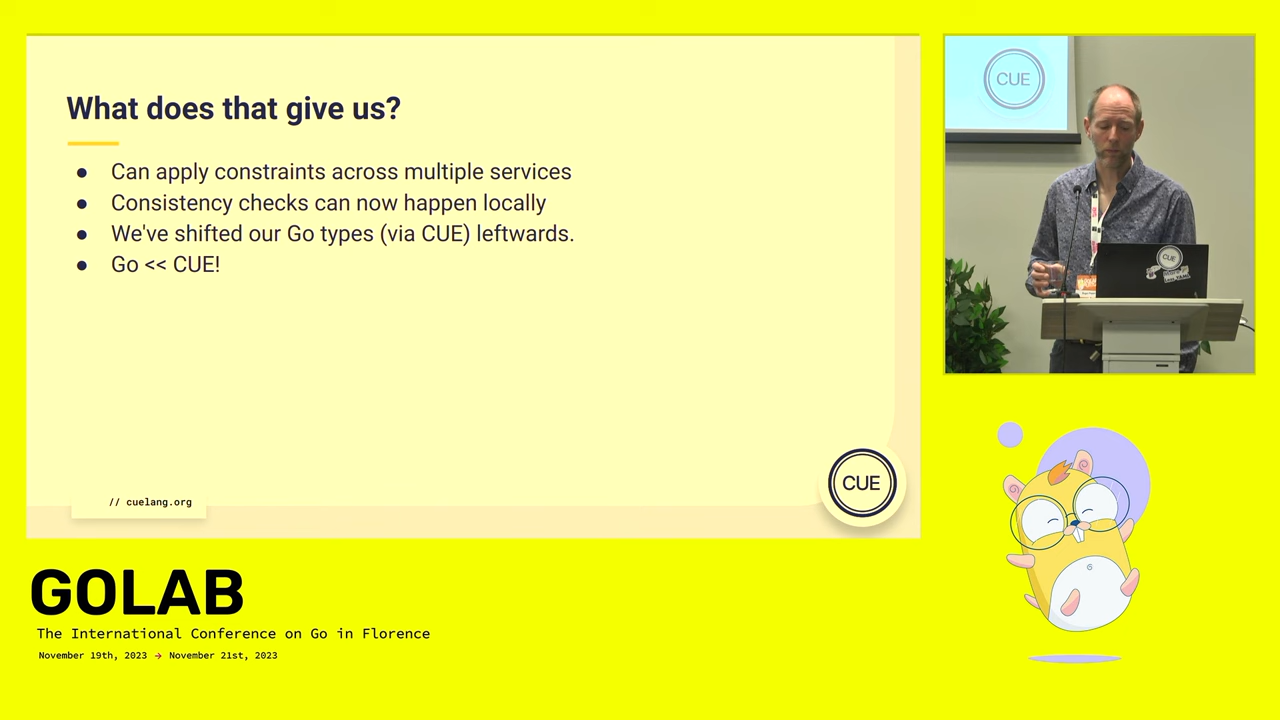 What does that give us?
● Can apply constraints across multiple services
● Consistency checks can now happen locally
● We've shifted our Go types (via CUE) leftwards.
● Go << CUE!
// cuelang.org
CUE
CUE
CUE
GOLAB
The International Conference on Go in Florence
November 19th, 2023 → November 21st, 2023